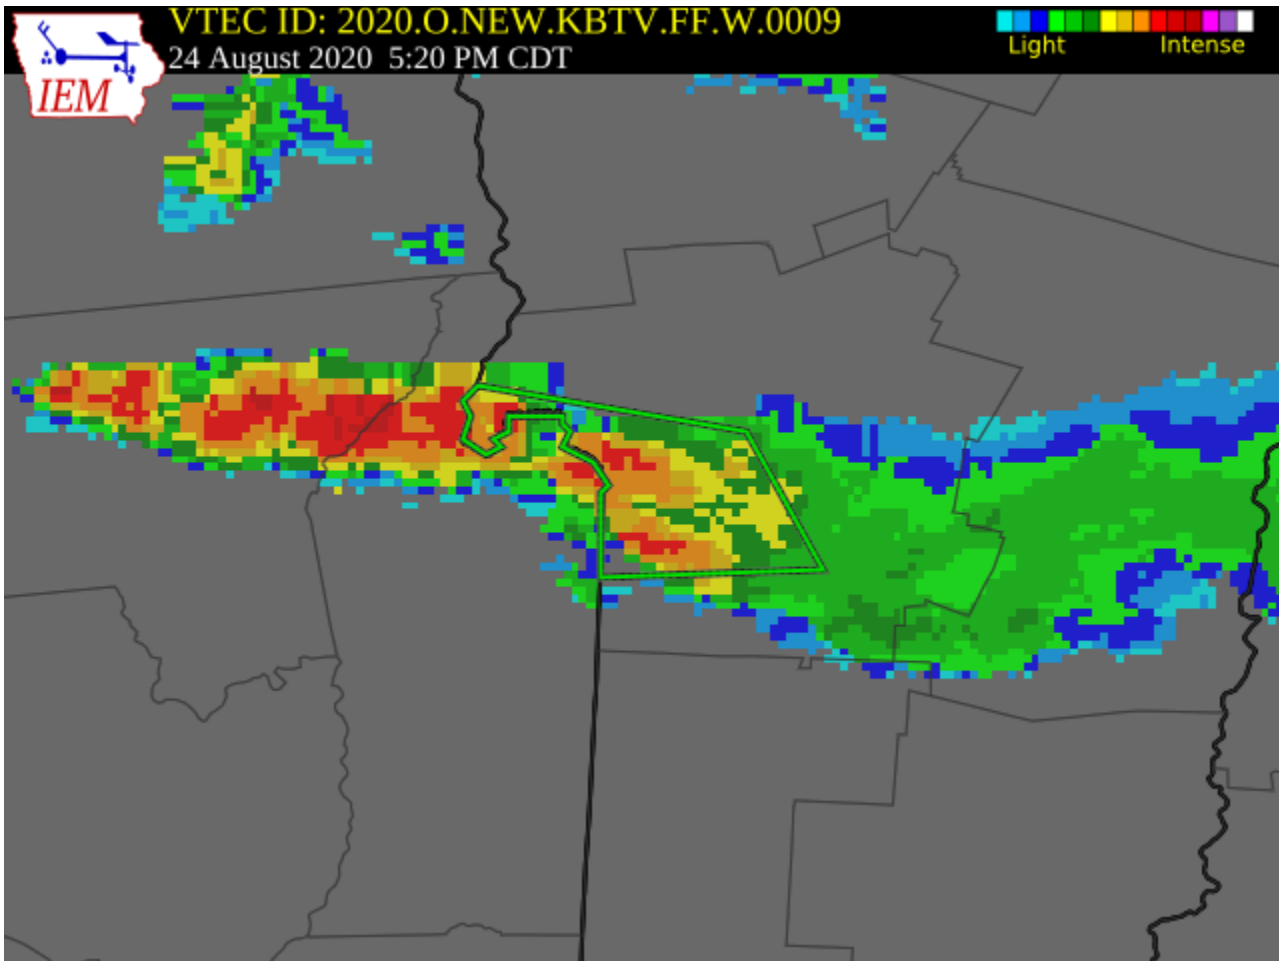 VTEC ID: 2020.O.NEW.KBTV.FF.W.0009
24 August 2020  5:20 PM CDT
Light
Intense
IEM